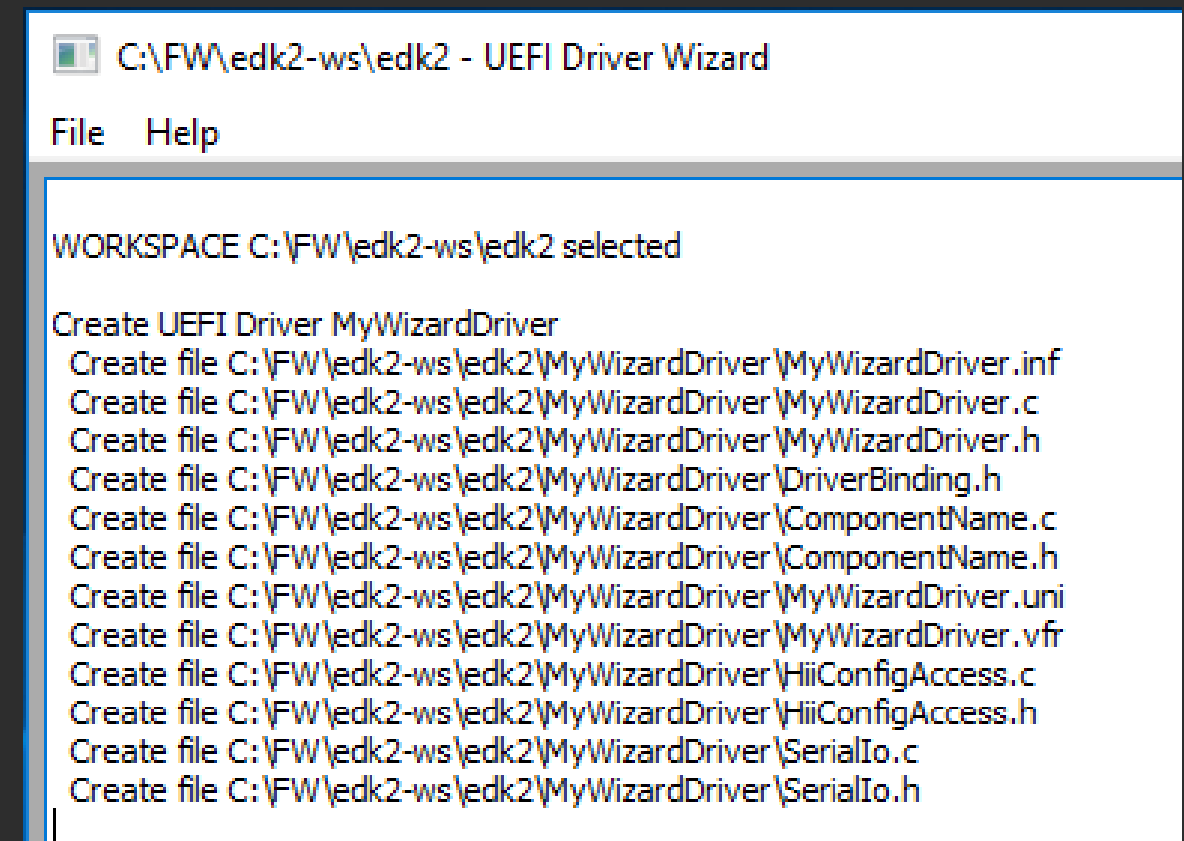 C:\FW\edk2-ws\edk2 - UEFI Driver Wizard
File Help
WORKSPACE C:\FW\edk2-ws\edk2 selected
Create UEFI Driver MyWizardDriver
Create file C:\FW\edk2-ws\edk2\MyWizardDriver\MyWizardDriver.inf
Create file C:\FW\edk2-ws\edk2\MyWizardDriver\MyWizardDriver.c
Create file C:\FW\edk2-ws\edk2\MyWizardDriver\MyWizardDriver.h
Create file C:\FW\edk2-ws\edk2\MyWizardDriver\DriverBinding.h
Create file C:\FW\edk2-ws\edk2\MyWizardDriver\ComponentName.c
Create file C:\FW\edk2-ws\edk2\MyWizardDriver\ComponentName.h
Create file C:\FW\edk2-ws\edk2\MyWizardDriver\MyWizardDriver.uni
Create file C:\FW\edk2-ws\edk2\MyWizardDriver\MyWizardDriver.vfr
Create file C:\FW\edk2-ws\edk2\MyWizardDriver\HiiConfigAccess.c
Create file C:\FW\edk2-ws\edk2\MyWizardDriver\HiiConfigAccess.h
Create file C:\FW\edk2-ws\edk2\MyWizardDriver\SerialIo.c
Create file C:\FW\edk2-ws\edk2\MyWizardDriver\SerialIo.h